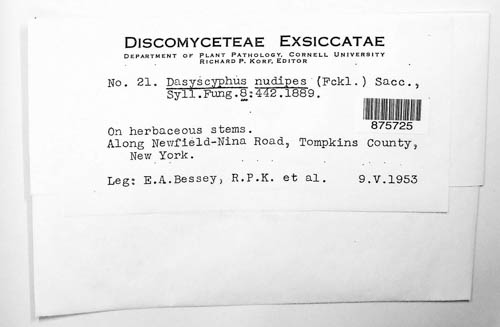 DISCOMYCETEAE EXSICCATAE
DEPARTMENT OF PLANT PATHOLOGY, CORNELL UNIVERSITY
RICHARD P. KORF, EDITOR
No. 21. Dasyscyphus nudipes (Fckl.) Sacc.,
Syll.Fung.8:442.1889.
875725
On herbaceous stems.
Along Newfield-Nina Road, Tompkins County,
New York.
Leg: E.A.Bessey, R.P.K. et al. 9.V.1953